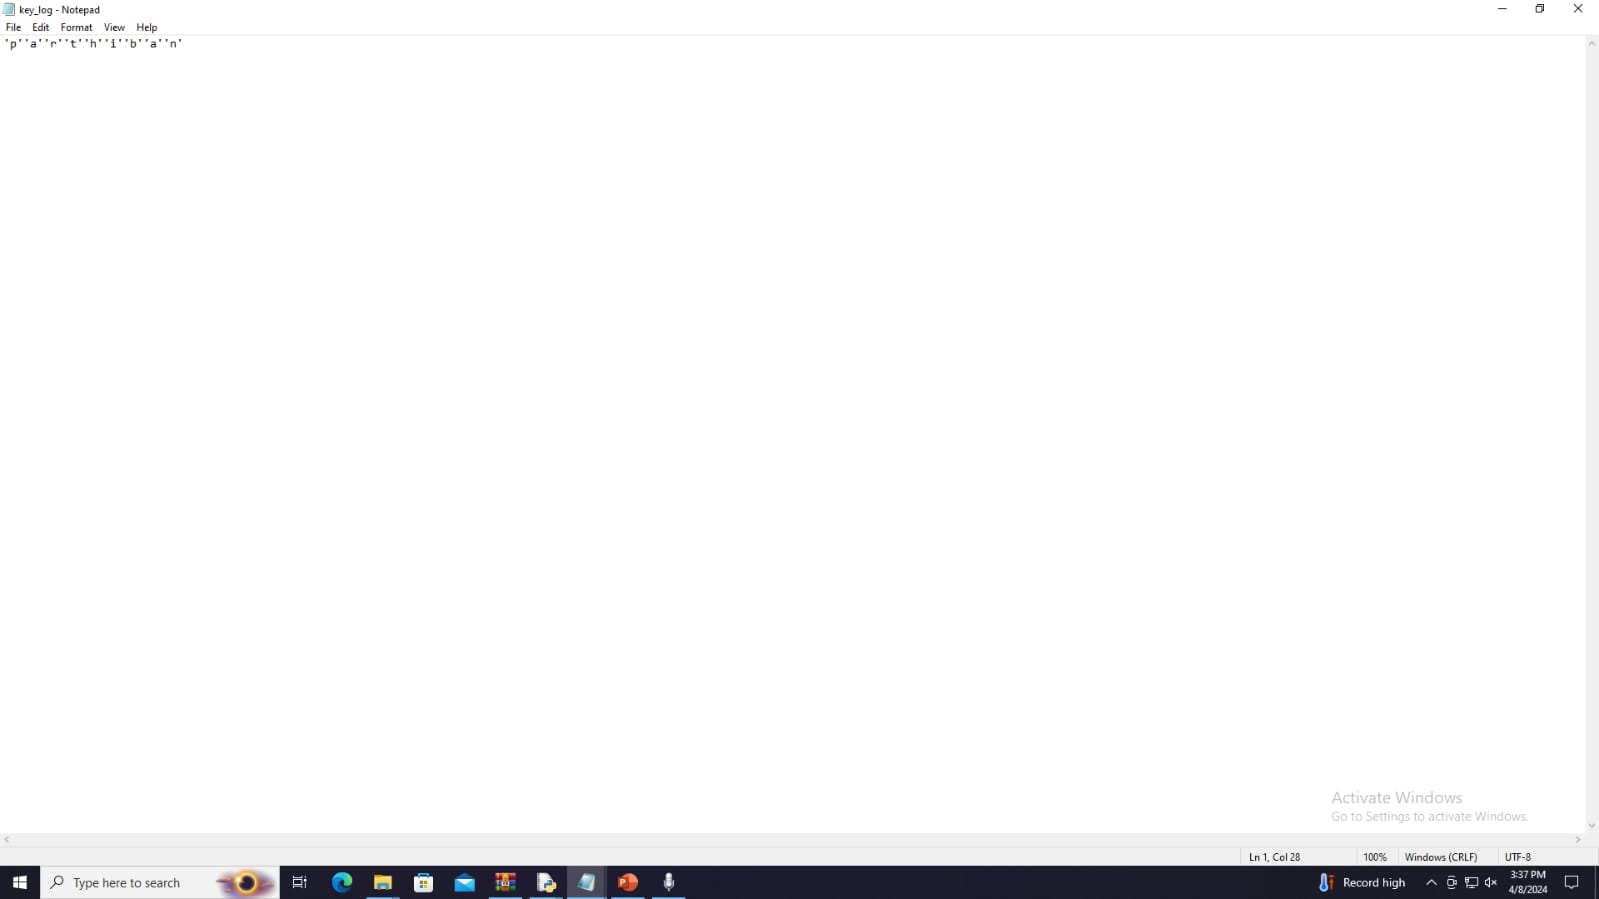 key_log - Notepad
File Edit Format View Help
'p''a''r''t''h''i''b''a''n'
Activate Windows
Go to Settings to activate Windows.
Ln 1, Col 28 100% Windows (CRLF) UTF-8
Type here to search
Record high
3:37 PM
4/8/2024